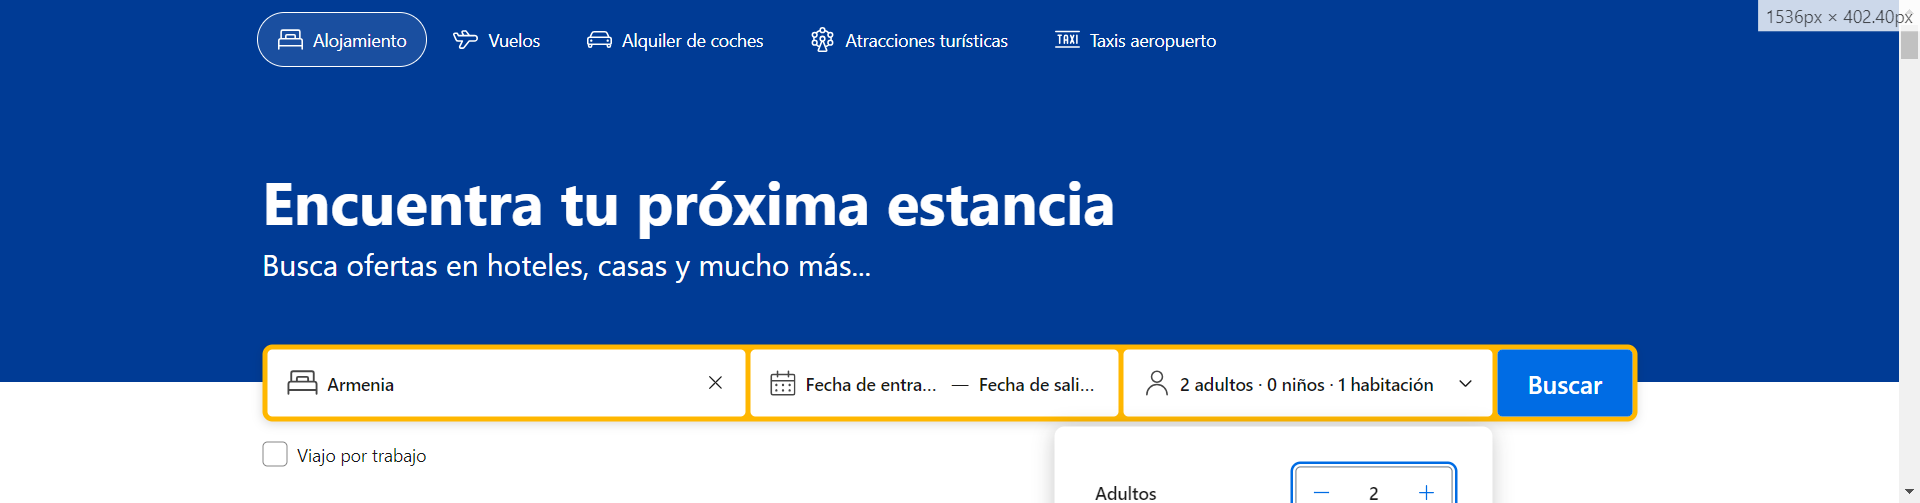 1536px × 402.40px
Alojamiento Vuelos Alquiler de coches Atracciones turísticas TAXI Taxis aeropuerto
Encuentra tu próxima estancia
Busca ofertas en hoteles, casas y mucho más...
Armenia Fecha de entra... — Fecha de sali... 2 adultos · 0 niños · 1 habitación Buscar
Viajo por trabajo
Adultos 2